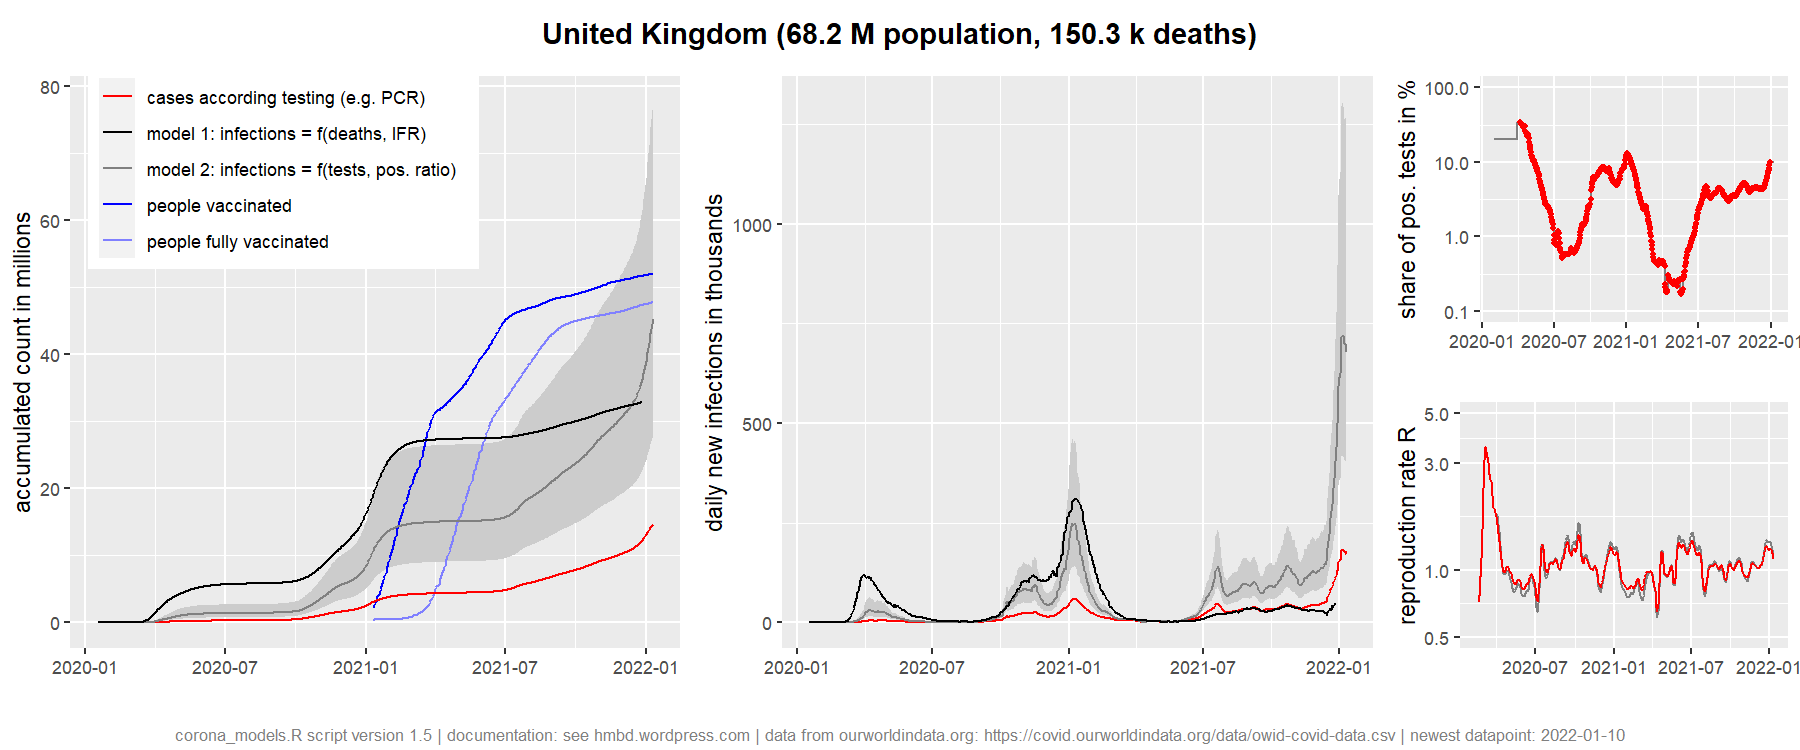 United Kingdom (68.2 M population, 150.3 k deaths)
accumulated count in millions
80
60
40
20
0
cases according testing (e.g. PCR)
model 1: infections = f(deaths, IFR)
model 2: infections = f(tests, pos. ratio)
people vaccinated
people fully vaccinated
2020-01 2020-07 2021-01 2021-07 2022-01
daily new infections in thousands
1000
500
0
2020-01 2020-07 2021-01 2021-07 2022-01
share of pos. tests in %
100.0
10.0
1.0
0.1
2020-01 2020-07 2021-01 2021-07 2022-01
reproduction rate R
5.0
3.0
1.0
0.5
2020-07 2021-01 2021-07 2022-01
corona_models.R script version 1.5 | documentation: see hmbd.wordpress.com | data from ourworldindata.org: https://covid.ourworldindata.org/data/owid-covid-data.csv | newest datapoint: 2022-01-10